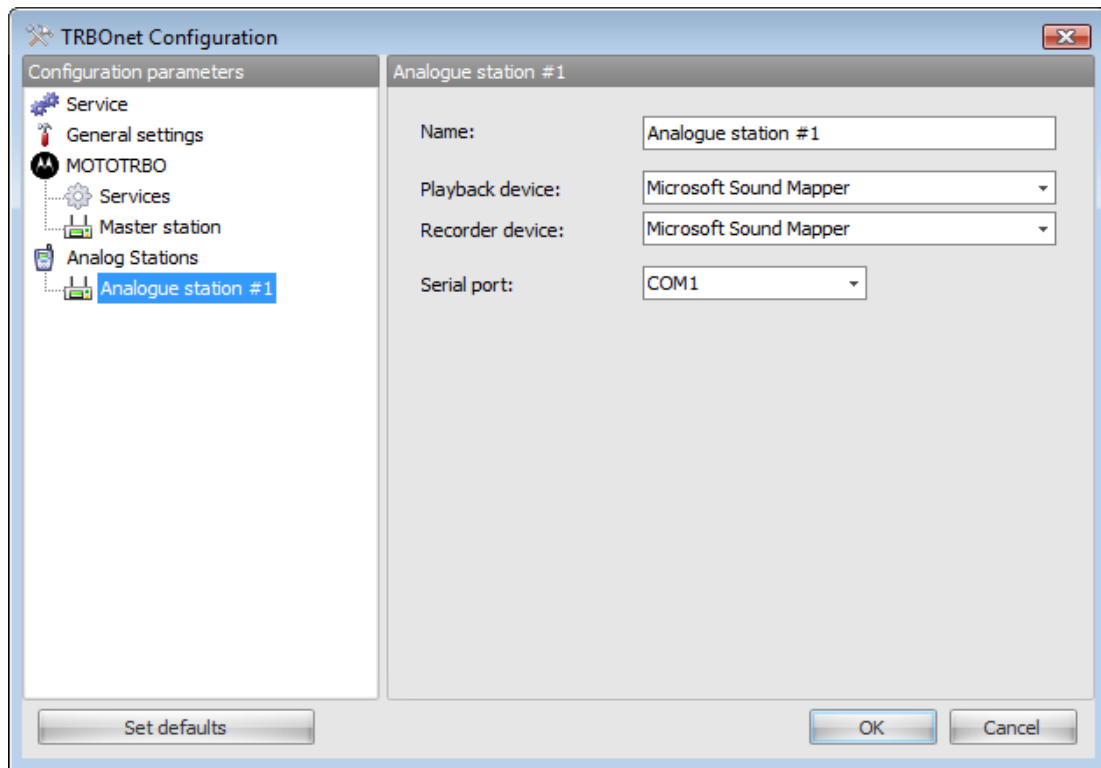 TRBOnet Configuration
Configuration parameters
Service
General settings
MOTOTRBO
Services
Master station
Analog Stations
Analogue station #1
Analogue station #1
Name:
Analogue station #1
Playback device:
Microsoft Sound Mapper
Recorder device:
Microsoft Sound Mapper
Serial port:
COM1
Set defaults
OK
Cancel